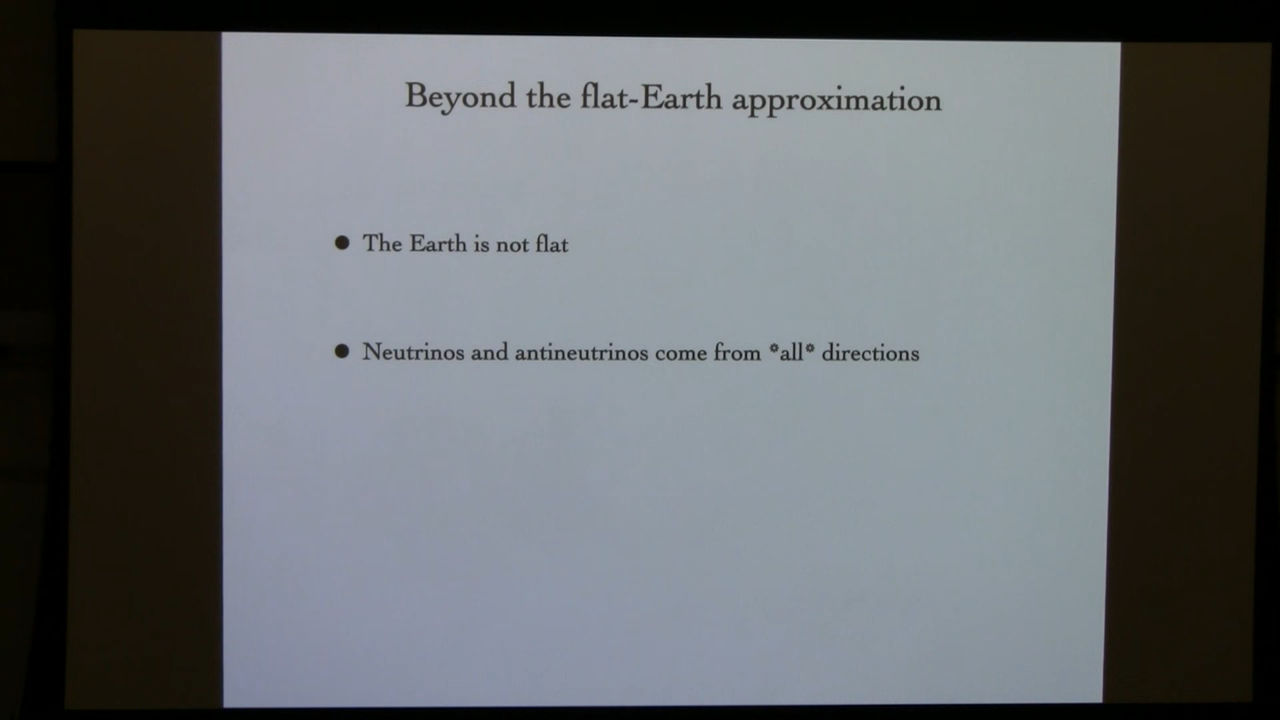 Beyond the flat-Earth approximation
● The Earth is not flat
● Neutrinos and antineutrinos come from *all* directions